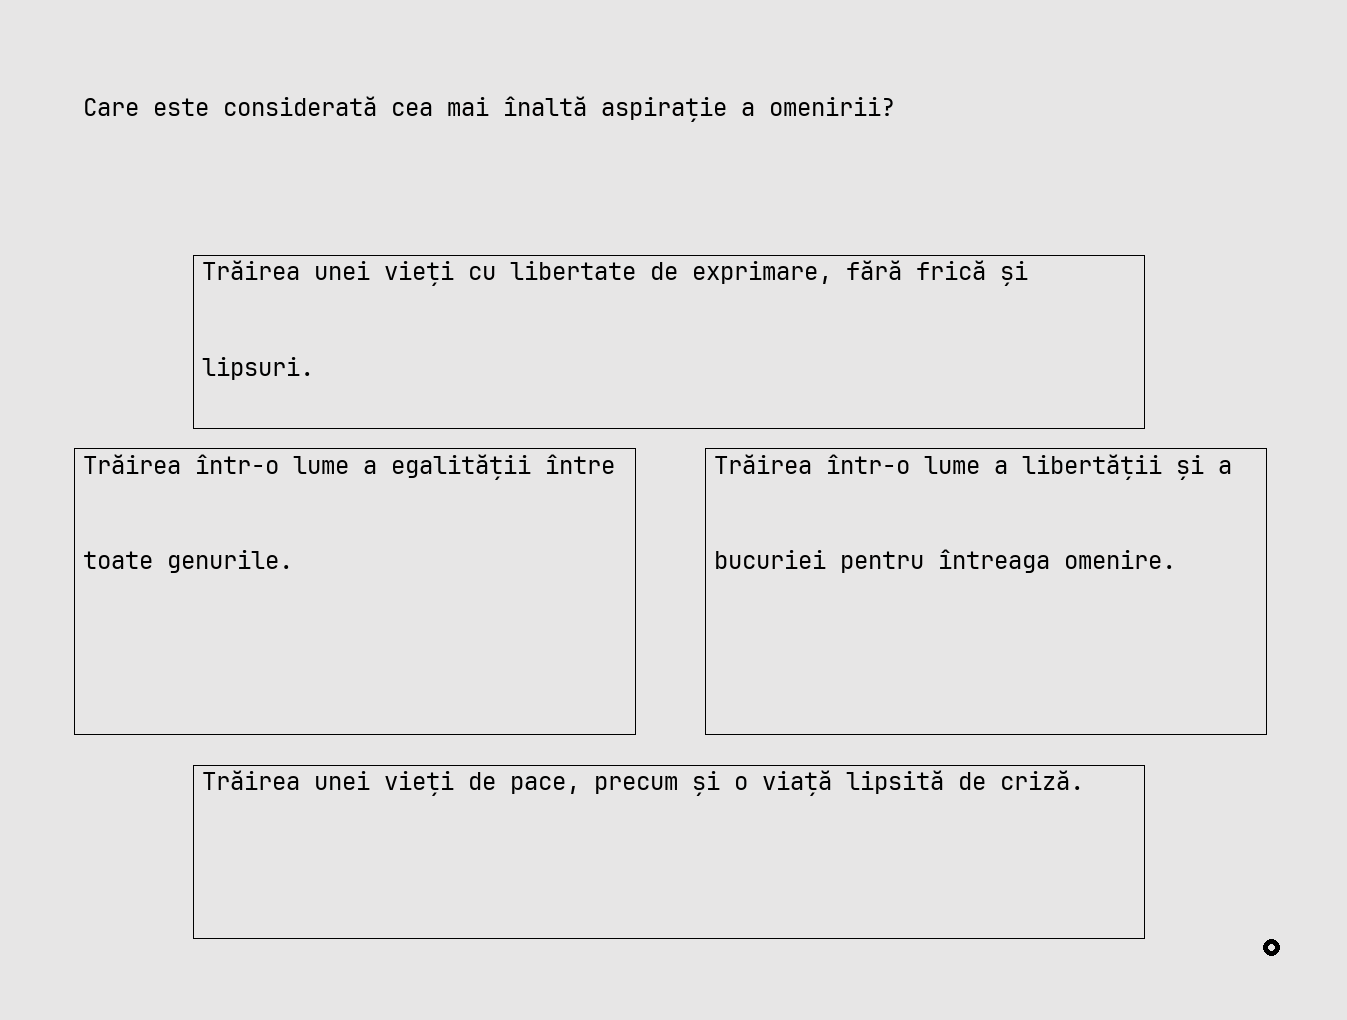 Care este considerată cea mai înaltă aspirație a omenirii?
Trăirea unei vieți cu libertate de exprimare, fără frică și
lipsuri.
Trăirea într-o lume a egalității între
toate genurile.
Trăirea într-o lume a libertății și a
bucuriei pentru întreaga omenire.
Trăirea unei vieți de pace, precum și o viață lipsită de criză.